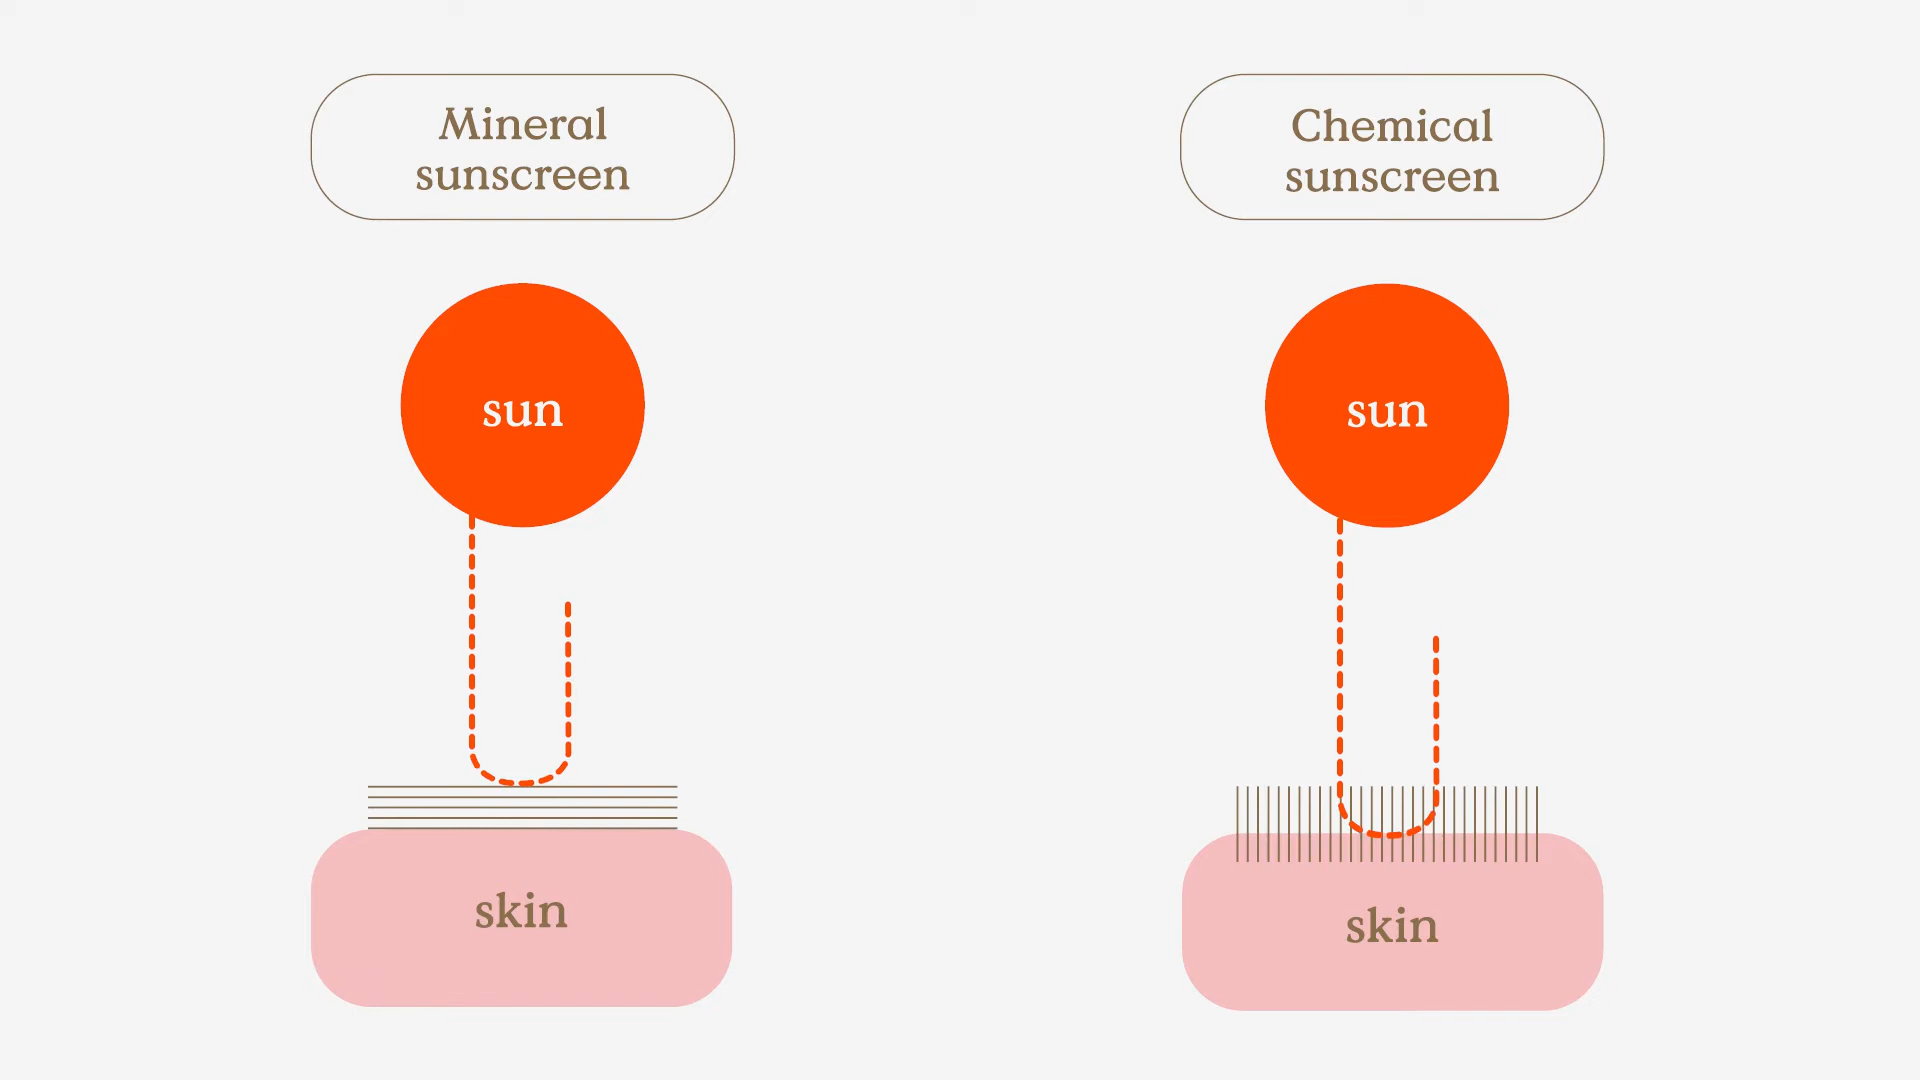 Mineral
sunscreen
sun
skin
Chemical
sunscreen
sun
skin